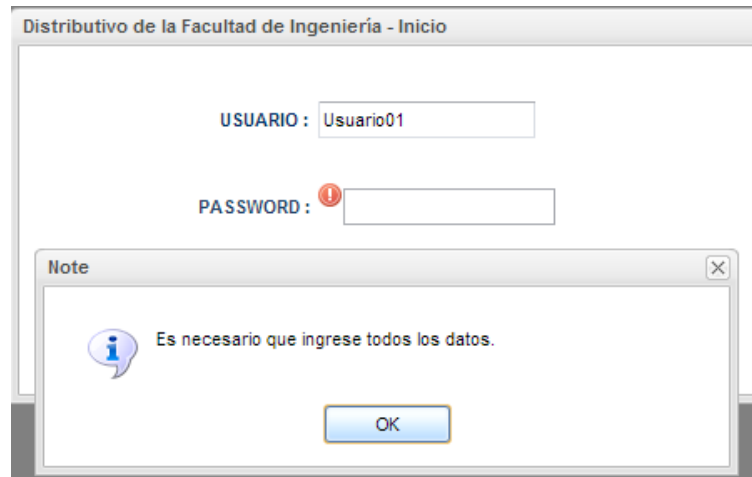 Distributivo de la Facultad de Ingeniería - Inicio
USUARIO : Usuario01
PASSWORD :
Note
Es necesario que ingrese todos los datos.
OK